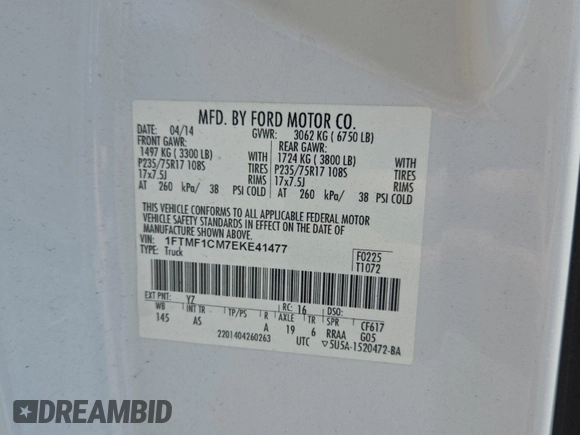 MFD. BY FORD MOTOR CO.
DATE: 04/14 GVWR: 3062 KG ( 6750 LB)
FRONT GAWR: REAR GAWR:
1497 KG ( 3300 LB) 1724 KG ( 3800 LB)
P235/75R17 108S TIRES P235/75R17 108S TIRES
17x7.5J RIMS 17x7.5J RIMS
AT 260 kPa/ 38 PSI COLD AT 260 kPa/ 38 PSI COLD
THIS VEHICLE CONFORMS TO ALL APPLICABLE FEDERAL MOTOR
VEHICLE SAFETY STANDARDS IN EFFECT ON THE DATE OF
MANUFACTURE SHOWN ABOVE.
VIN: 1FTMF1CM7EKE41477 F0225
TYPE: Truck T1072
EXT PNT: YZ RC: 16 DSO:
WB INT TR TP/PS R AXLE TR SPR CF617
145 AS A 19 6 RRAA G05
2201404260263 UTC ▽5U5A-1520472-BA
DREAMBID